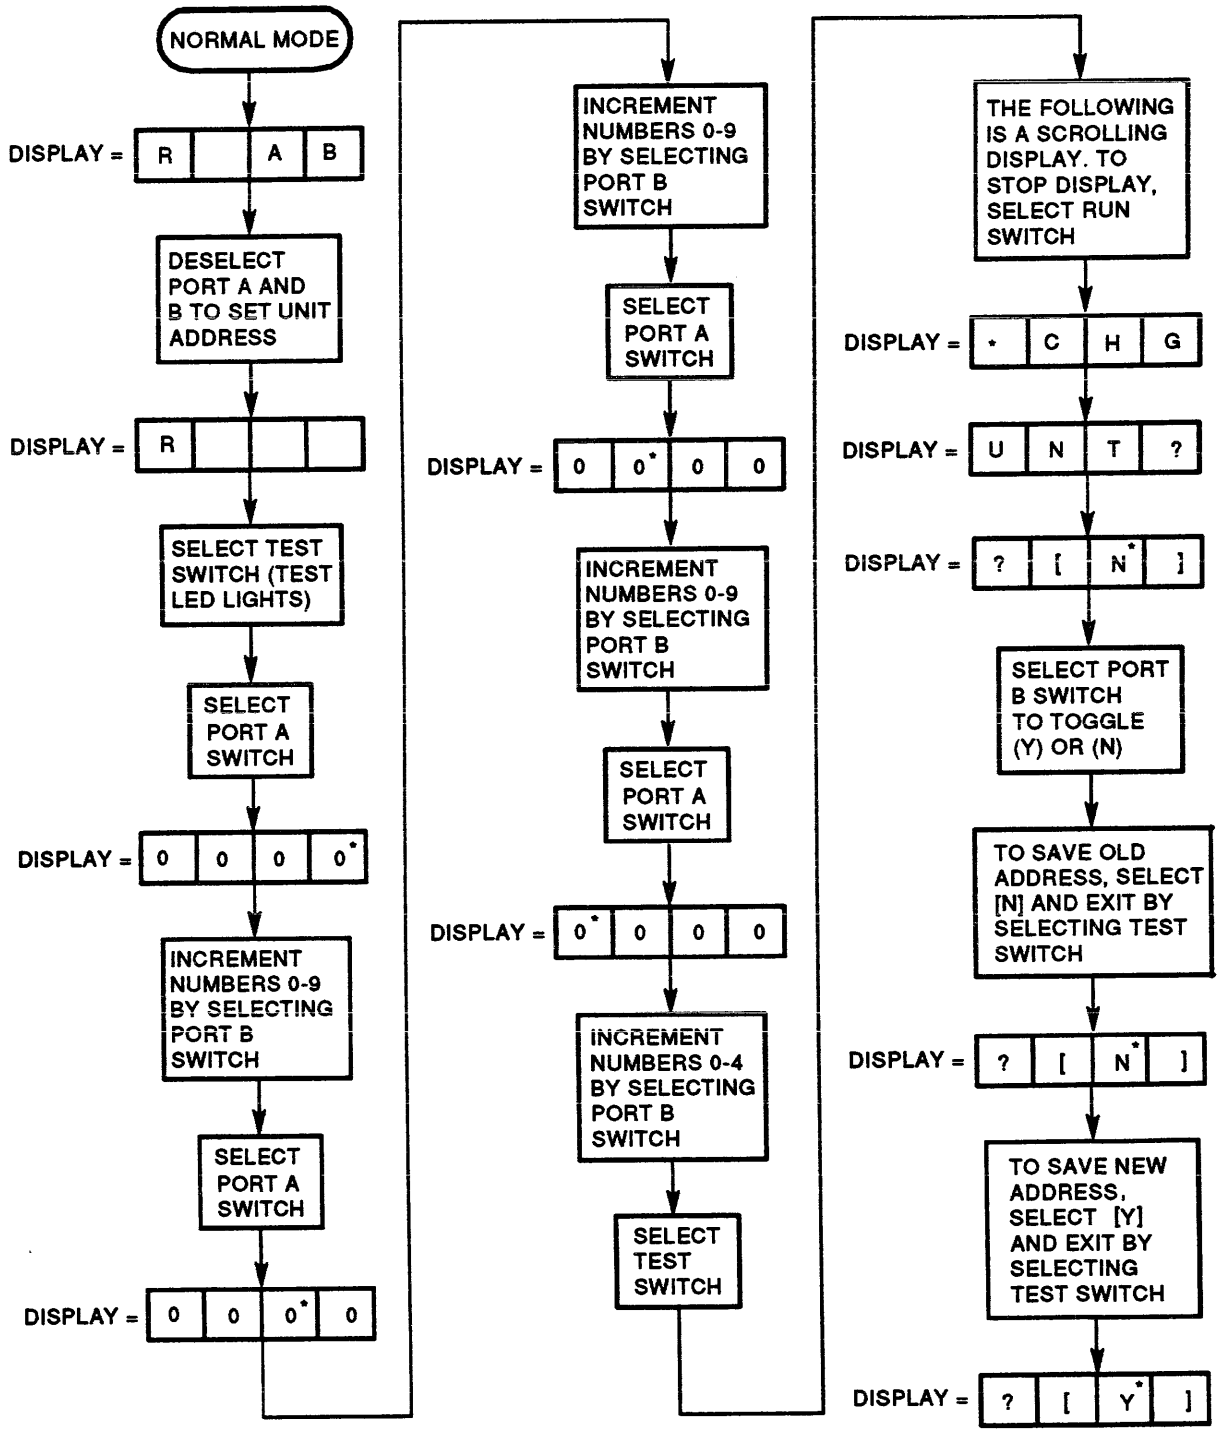 NORMAL MODE
DISPLAY = R A B
DESELECT
PORT A AND
B TO SET UNIT
ADDRESS
DISPLAY = R
SELECT TEST
SWITCH (TEST
LED LIGHTS)
SELECT
PORT A
SWITCH
DISPLAY = 0 0 0 0*
INCREMENT
NUMBERS 0-9
BY SELECTING
PORT B
SWITCH
SELECT
PORT A
SWITCH
DISPLAY = 0 0 0* 0
INCREMENT
NUMBERS 0-9
BY SELECTING
PORT B
SWITCH
SELECT
PORT A
SWITCH
DISPLAY = 0 0* 0 0
INCREMENT
NUMBERS 0-9
BY SELECTING
PORT B
SWITCH
SELECT
PORT A
SWITCH
DISPLAY = 0* 0 0 0
INCREMENT
NUMBERS 0-4
BY SELECTING
PORT B
SWITCH
SELECT
TEST
SWITCH
THE FOLLOWING
IS A SCROLLING
DISPLAY. TO
STOP DISPLAY,
SELECT RUN
SWITCH
DISPLAY = * C H G
DISPLAY = U N T ?
DISPLAY = ? [ N* ]
SELECT PORT
B SWITCH
TO TOGGLE
(Y) OR (N)
TO SAVE OLD
ADDRESS, SELECT
[N] AND EXIT BY
SELECTING TEST
SWITCH
DISPLAY = ? [ N* ]
TO SAVE NEW
ADDRESS,
SELECT [Y]
AND EXIT BY
SELECTING
TEST SWITCH
DISPLAY = ? [ Y* ]